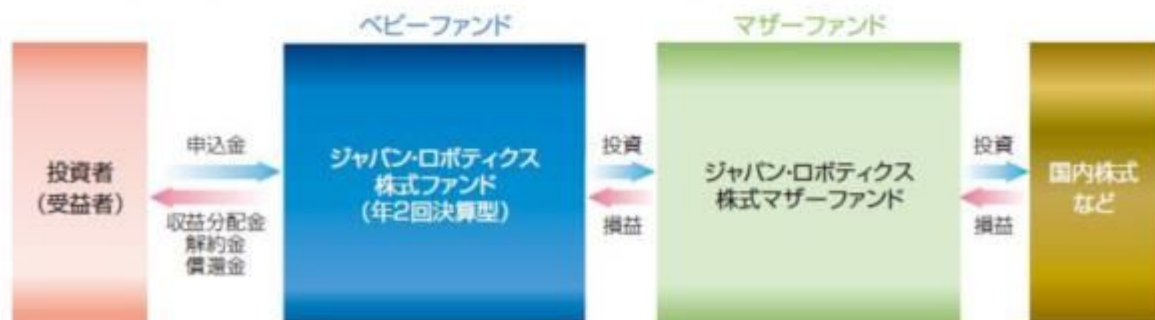 ベビーファンド
マザーファンド
投資者
(受益者)
申込金
収益分配金
解約金
償還金
ジャパン・ロボティクス
株式ファンド
(年2回決算型)
投資
損益
ジャパン・ロボティクス
株式マザーファンド
投資
損益
国内株式
など